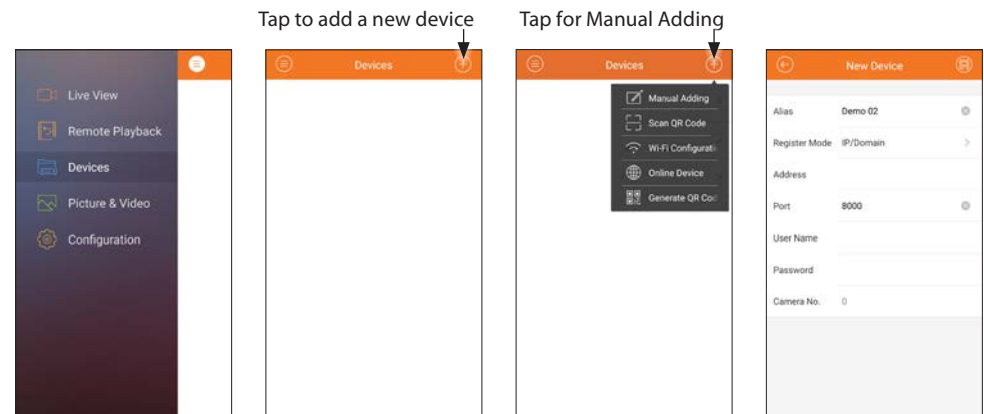 Tap to add a new device
Tap for Manual Adding
Live View
Remote Playback
Devices
Picture & Video
Configuration
Devices
Devices
Manual Adding
Scan QR Code
Wi-Fi Configurati
Online Device
Generate QR Co
New Device
Alias Demo 02
Register Mode IP/Domain
Address
Port 8000
User Name
Password
Camera No. 0